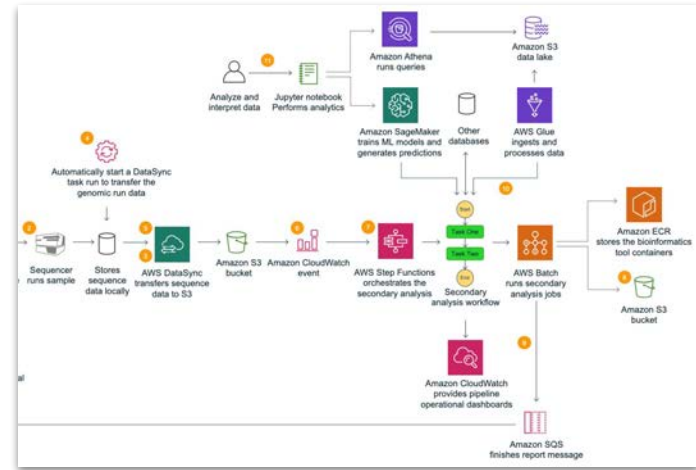 11
Analyze and
interpret data
Jupyter notebook
Performs analytics
Amazon Athena
runs queries
Amazon S3
data lake
Amazon SageMaker
trains ML models and
generates predictions
Other
databases
AWS Glue
ingests and
processes data
10
Automatically start a DataSync
task run to transfer the
genomic run data
Sequencer
runs sample
Stores
sequence
data locally
AWS DataSync
transfers sequence
data to S3
Amazon S3
bucket
Amazon CloudWatch
event
7
AWS Step Functions
orchestrates the
secondary analysis
Start
Task One
Task Two
End
Secondary
analysis workflow
AWS Batch
runs secondary
analysis jobs
Amazon ECR
stores the bioinformatics
tool containers
Amazon S3
bucket
Amazon CloudWatch
provides pipeline
operational dashboards
Amazon SQS
finishes report message
al